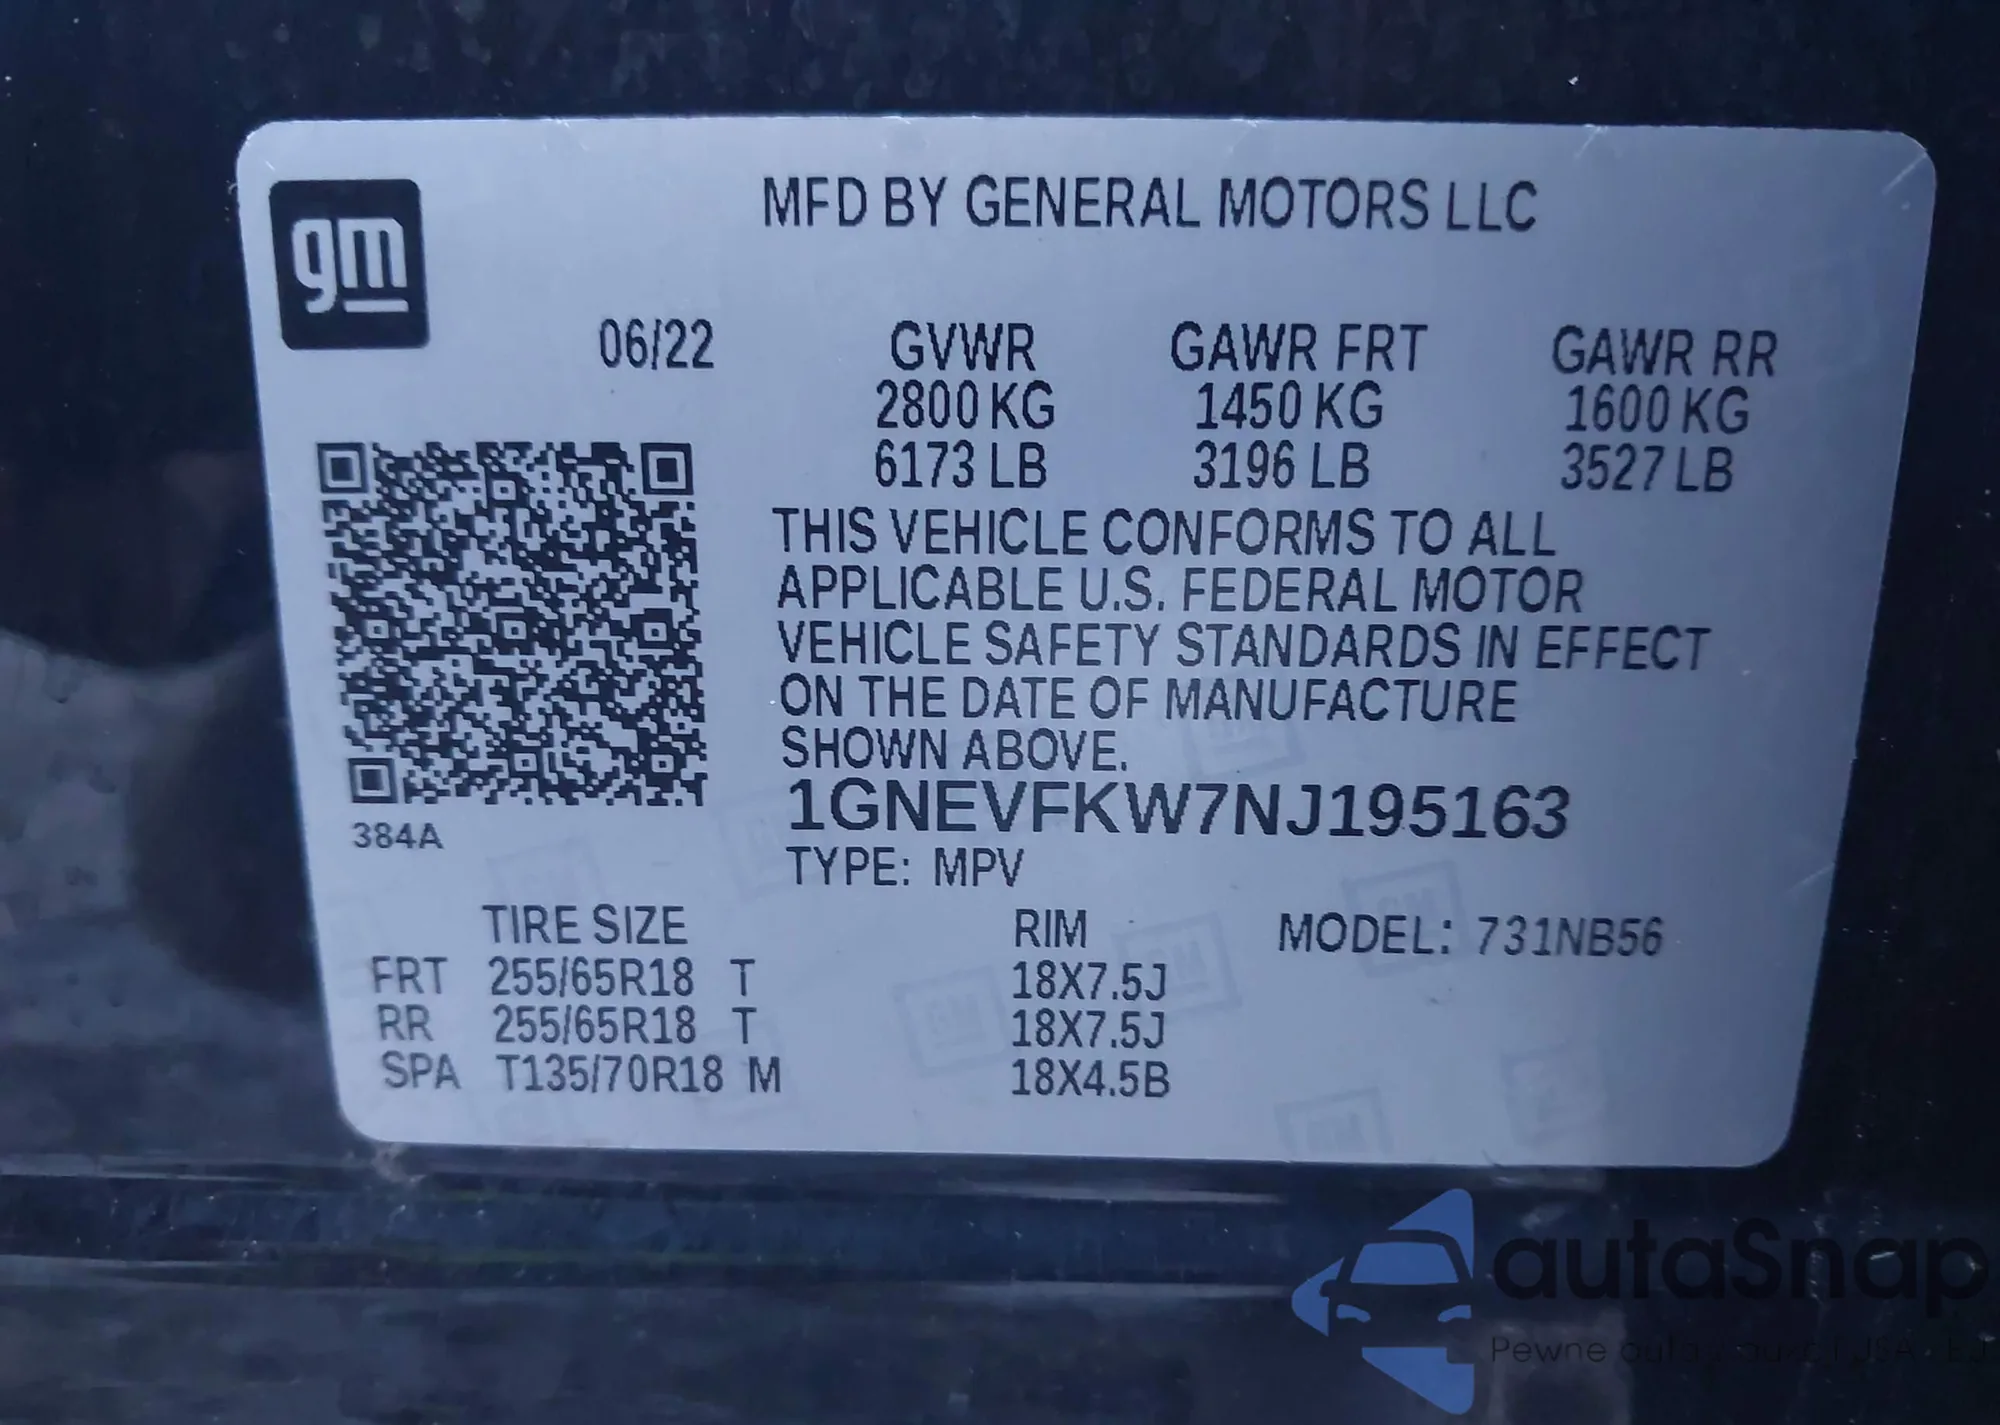 gm
MFD BY GENERAL MOTORS LLC
06/22 GVWR GAWR FRT GAWR RR
2800 KG 1450 KG 1600 KG
6173 LB 3196 LB 3527 LB
THIS VEHICLE CONFORMS TO ALL
APPLICABLE U.S. FEDERAL MOTOR
VEHICLE SAFETY STANDARDS IN EFFECT
ON THE DATE OF MANUFACTURE
SHOWN ABOVE.
1GNEVFKW7NJ195163
384A
TYPE: MPV
TIRE SIZE RIM MODEL: 731NB56
FRT 255/65R18 T 18X7.5J
RR 255/65R18 T 18X7.5J
SPA T135/70R18 M 18X4.5B
autaSnap
Pewne auta